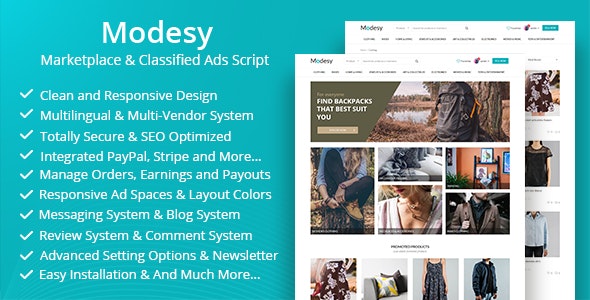 Modesy
Marketplace & Classified Ads Script
Clean and Responsive Design
Multilingual & Multi-Vendor System
Totally Secure & SEO Optimized
Integrated PayPal, Stripe and More...
Manage Orders, Earnings and Payouts
Responsive Ad Spaces & Layout Colors
Messaging System & Blog System
Review System & Comment System
Advanced Setting Options & Newsletter
Easy Installation & And Much More...
Modesy
Modesy
For everyone
FIND BACKPACKS
THAT BEST SUIT
YOU
PROMOTED PRODUCTS